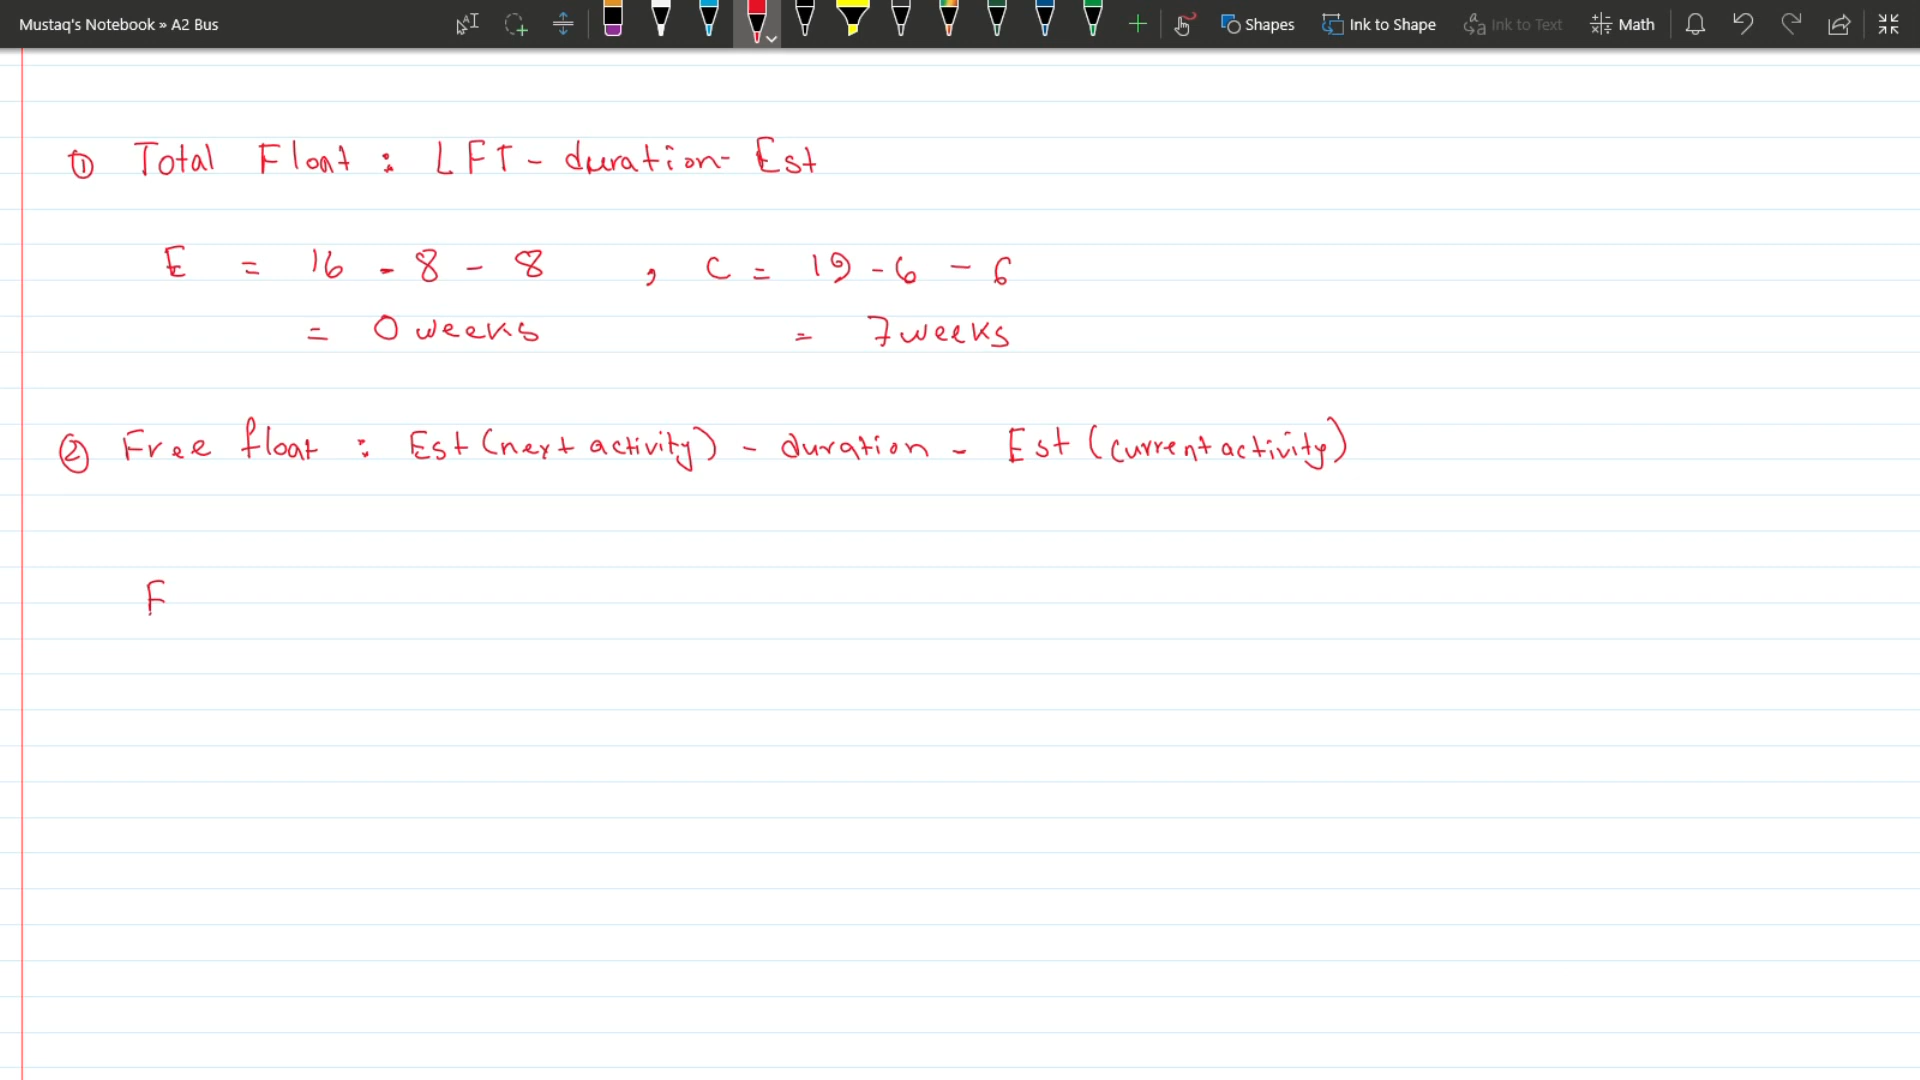 Mustaq's Notebook » A2 Bus Shapes Ink to Shape Ink to Text Math
① Total Float : LFT - duration - Est
E = 16 - 8 - 8 , C = 19 - 6 - 6
= 0 weeks = 7 weeks
② Free float : Est (next activity) - duration - Est (current activity)
F